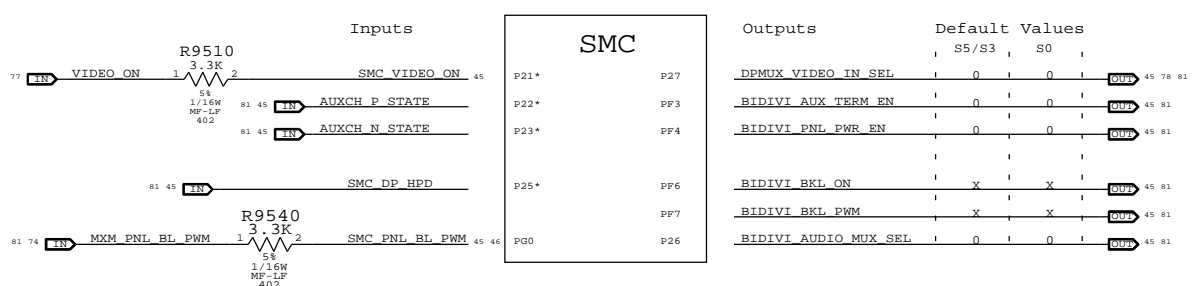 Inputs
SMC
Outputs
Default Values
S5/S3 S0
R9510
3.3K
77 IN VIDEO_ON 1 2 SMC_VIDEO_ON 45 P21* P27 DPMUX_VIDEO_IN_SEL 0 0 OUT 45 78 81
5%
1/16W
MF-LF
402
81 45 IN AUXCH_P_STATE P22* PF3 BIDIVI_AUX_TERM_EN 0 0 OUT 45 81
81 45 IN AUXCH_N_STATE P23* PF4 BIDIVI_PNL_PWR_EN 0 0 OUT 45 81
81 45 IN SMC_DP_HPD P25* PF6 BIDIVI_BKL_ON X X OUT 45 81
PF7 BIDIVI_BKL_PWM X X OUT 45 81
R9540
3.3K
81 74 IN MXM_PNL_BL_PWM 1 2 SMC_PNL_BL_PWM 45 46 PG0 P26 BIDIVI_AUDIO_MUX_SEL 0 0 OUT 45 81
5%
1/16W
MF-LF
402